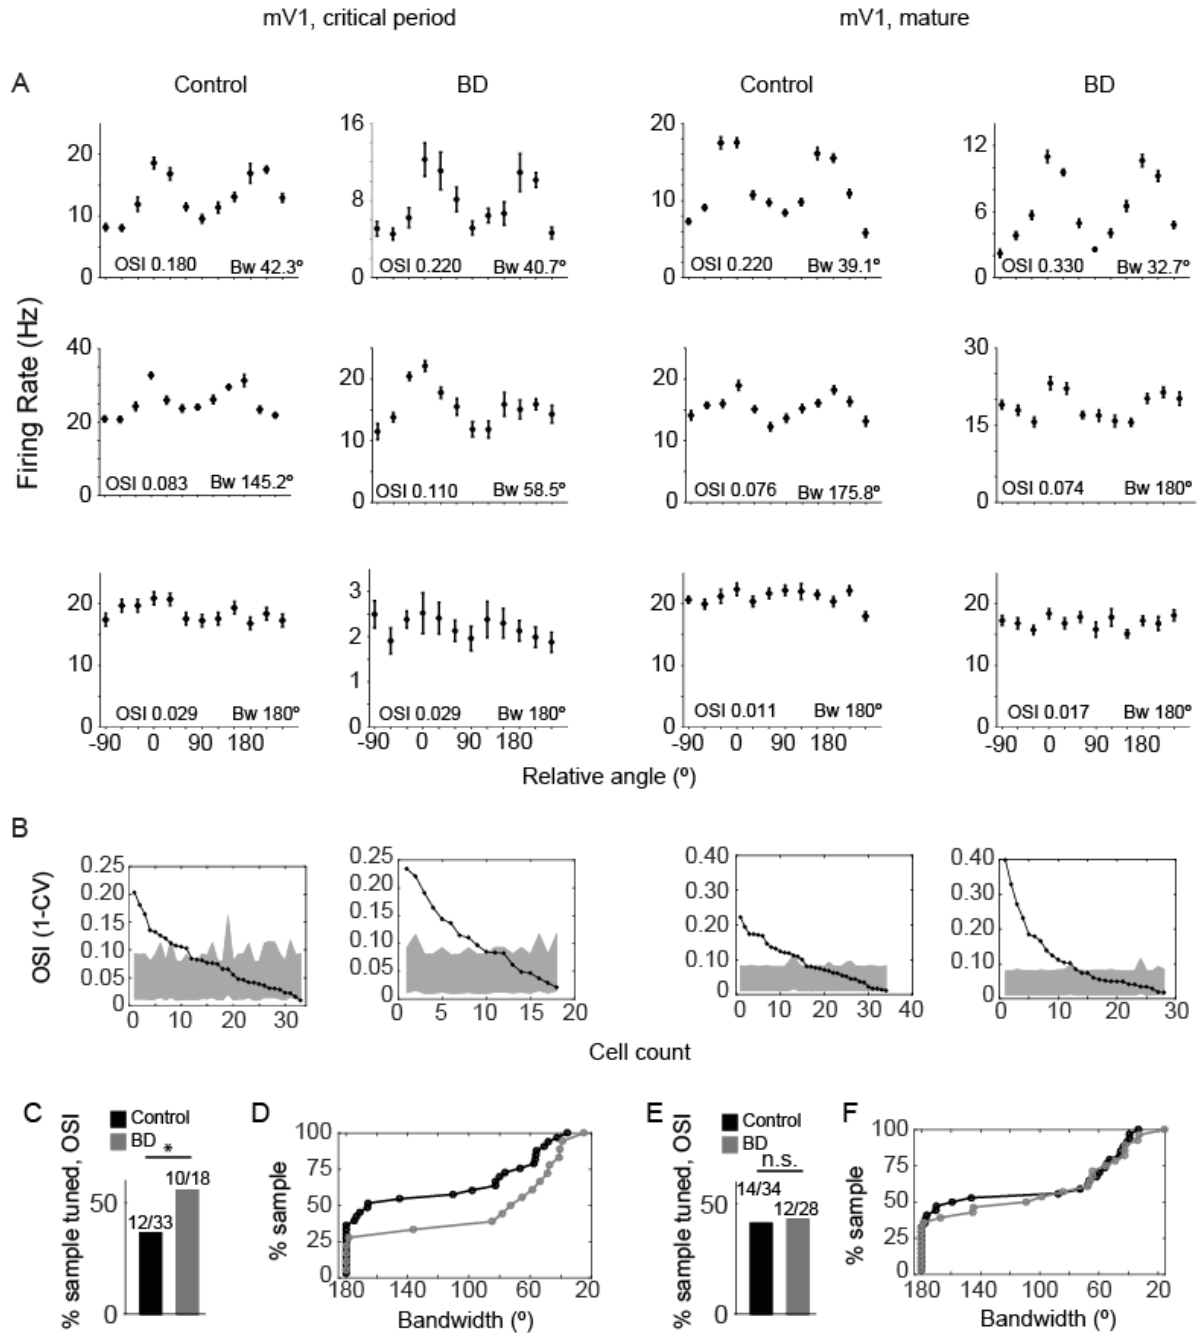 mV1, critical period
mV1, mature
A
Control
BD
Control
BD
Firing Rate (Hz)
20
10
0
OSI 0.180
Bw 42.3º
16
8
0
OSI 0.220
Bw 40.7º
20
10
0
OSI 0.220
Bw 39.1º
12
6
0
OSI 0.330
Bw 32.7º
40
20
0
OSI 0.083
Bw 145.2º
20
10
0
OSI 0.110
Bw 58.5º
20
10
0
OSI 0.076
Bw 175.8º
30
15
0
OSI 0.074
Bw 180º
20
10
0
OSI 0.029
Bw 180º
-90 0 90 180
3
2
1
0
OSI 0.029
Bw 180º
-90 0 90 180
20
10
0
OSI 0.011
Bw 180º
-90 0 90 180
20
10
0
OSI 0.017
Bw 180º
-90 0 90 180
Relative angle (º)
B
OSI (1-CV)
0.25
0.20
0.15
0.10
0.05
0
0 10 20 30
0.25
0.20
0.15
0.10
0.05
0
0 5 10 15 20
0.40
0.30
0.20
0.10
0
0 10 20 30 40
0.40
0.30
0.20
0.10
0
0 10 20 30
Cell count
C
Control
BD
*
% sample tuned, OSI
50
0
12/33
10/18
D
% sample
100
75
50
25
0
180 140 100 60 20
Bandwidth (º)
E
Control
BD
n.s.
% sample tuned, OSI
50
0
14/34
12/28
F
% sample
100
75
50
25
0
180 140 100 60 20
Bandwidth (º)